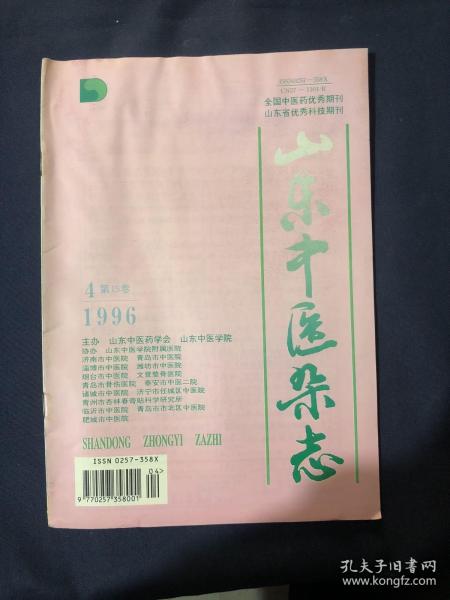 ISSN0257-358X
CN37-1164-R
全国中医药优秀期刊
山东省优秀科技期刊
山东中医杂志
4 第15卷
1996
主办 山东中医药学会 山东中医学院
协办 山东中医学院附属医院
济南市中医院 青岛市中医院
淄博市中医院 潍坊市中医院
烟台市中医院 文登整骨医院
青岛市骨伤医院 泰安市中医二院
诸城市中医院 济宁市任城区中医院
青州市杏林春膏贴科学研究所
临沂市中医院 青岛市市北区中医院
肥城市中医院
SHANDONG ZHONGYI ZAZHI
ISSN 0257-358X
04>
9 770257 358001
孔夫子旧书网
www.kongfz.com